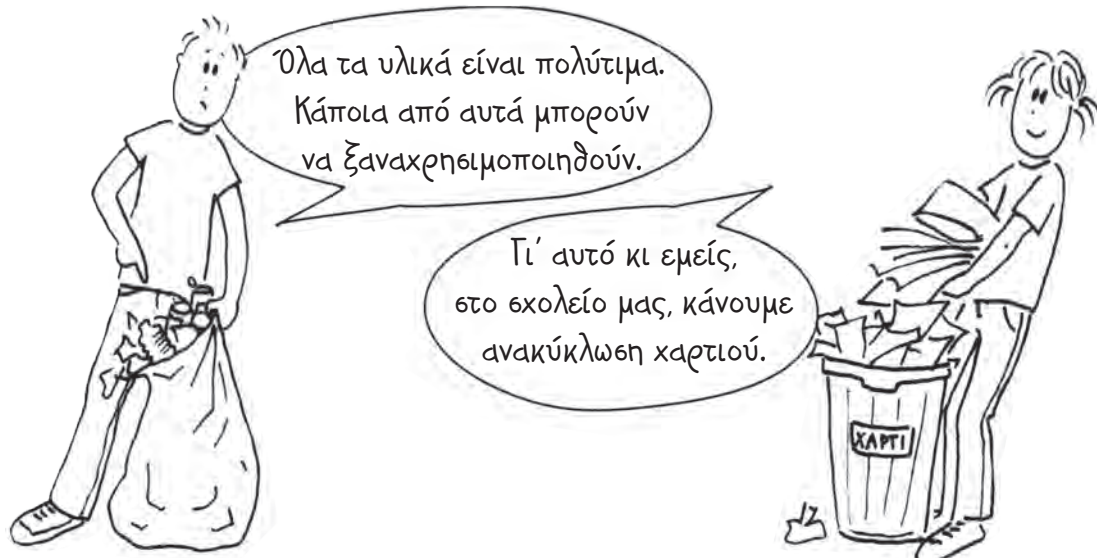 Όλα τα υλικά είναι πολύτιμα.
Κάποια από αυτά μπορούν
να ξαναχρησιμοποιηθούν.
Γι' αυτό κι εμείς,
στο σχολείο μας, κάνουμε
ανακύκλωση χαρτιού.
ΧΑΡΤΙ